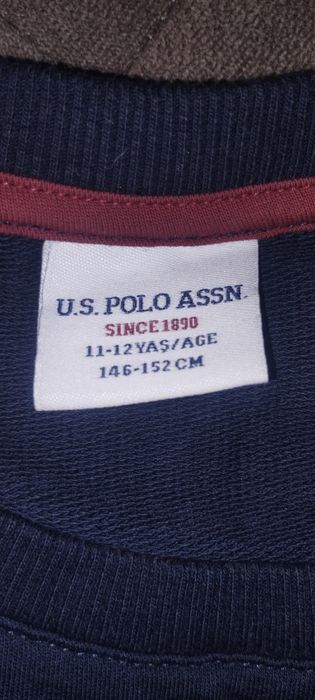 U.S. POLO ASSN.
SINCE 1890
11-12 YAŞ/AGE
146-152 CM